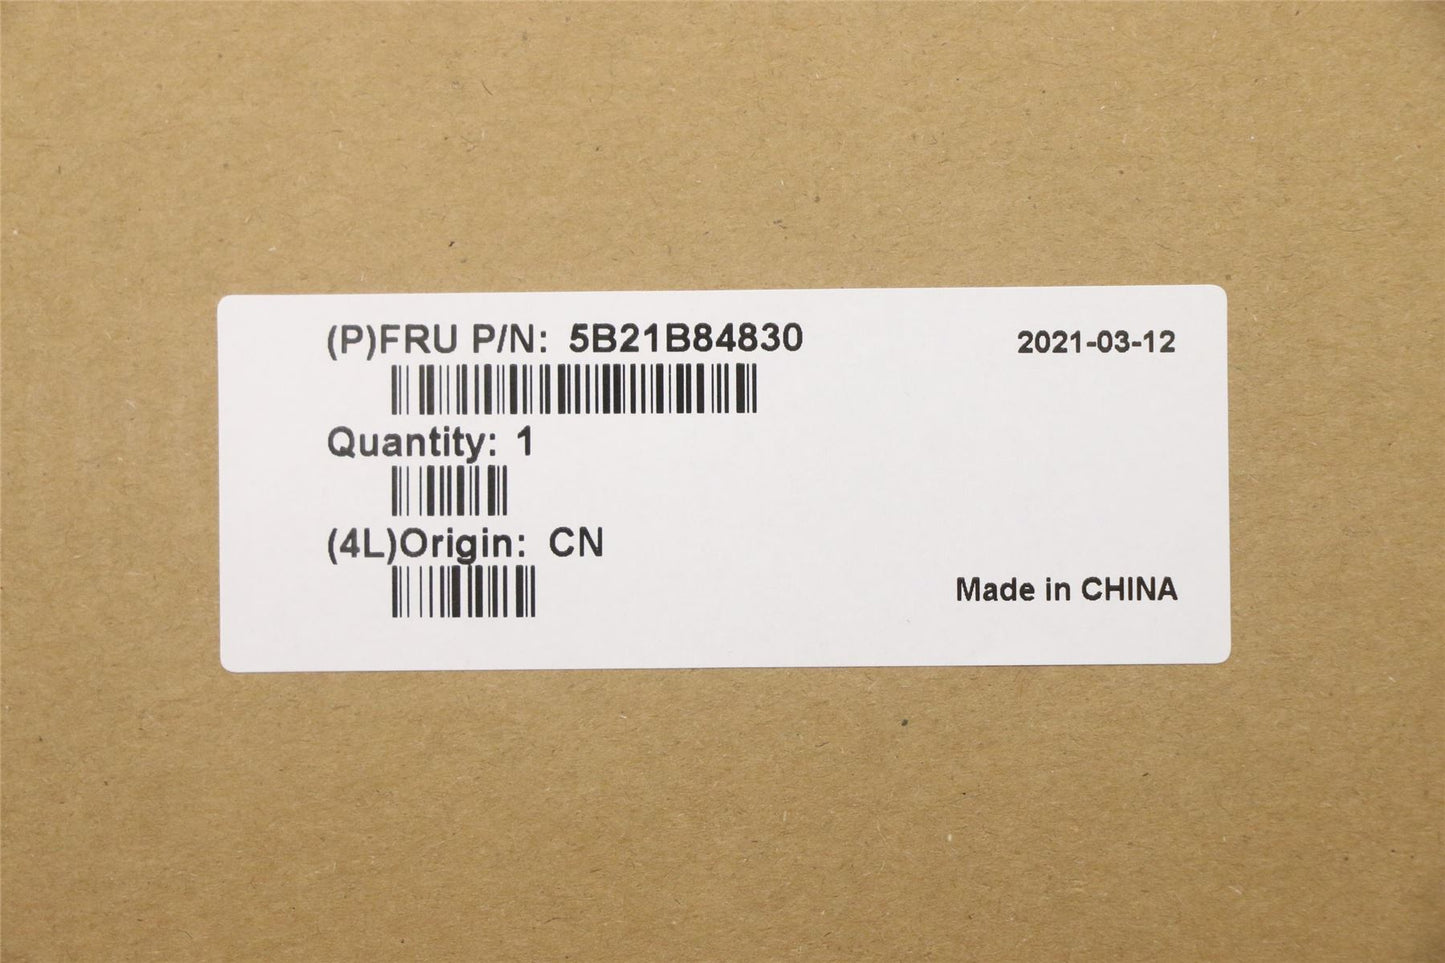 (P)FRU P/N: 5B21B84830
2021-03-12
Quantity: 1
(4L)Origin: CN
Made in CHINA